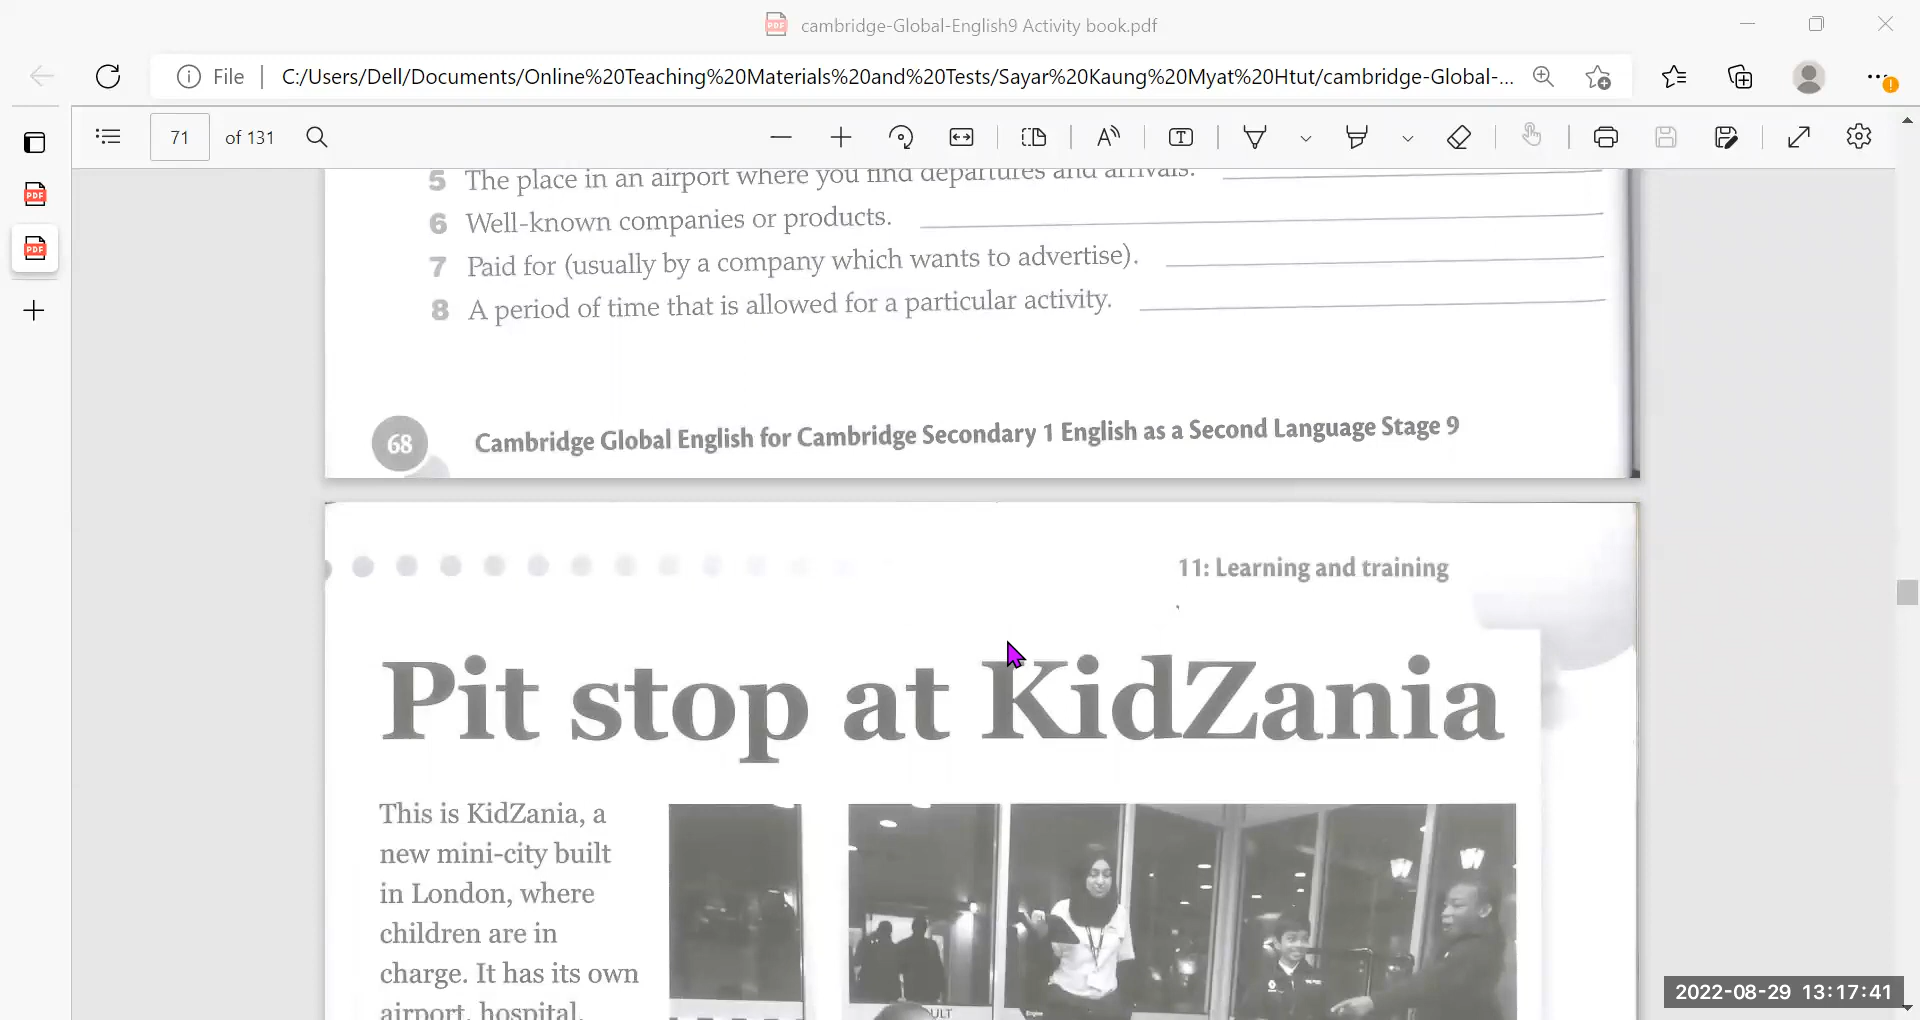 cambridge-Global-English9 Activity book.pdf
File
C:/Users/Dell/Documents/Online%20Teaching%20Materials%20and%20Tests/Sayar%20Kaung%20Myat%20Htut/cambridge-Global-...
71 of 131
5 The place in an airport where you find departures and arrivals.
6 Well-known companies or products.
7 Paid for (usually by a company which wants to advertise).
8 A period of time that is allowed for a particular activity.
68 Cambridge Global English for Cambridge Secondary 1 English as a Second Language Stage 9
11: Learning and training
Pit stop at KidZania
This is KidZania, a
new mini-city built
in London, where
children are in
charge. It has its own
airport, hospital,
2022-08-29 13:17:41